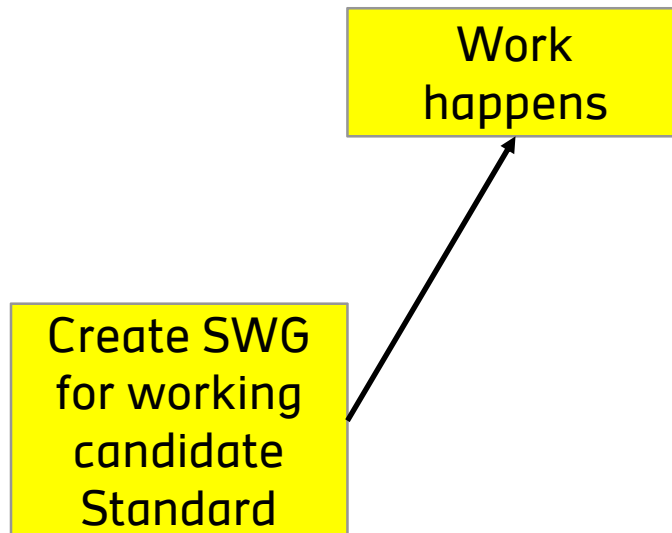 Work
happens
Create SWG
for working
candidate
Standard